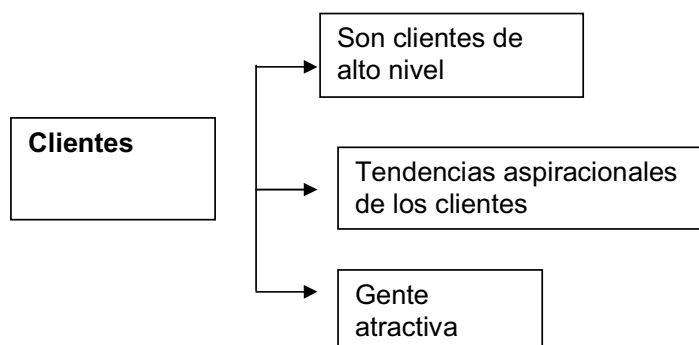 Son clientes de
alto nivel
Clientes
Tendencias aspiracionales
de los clientes
Gente
atractiva